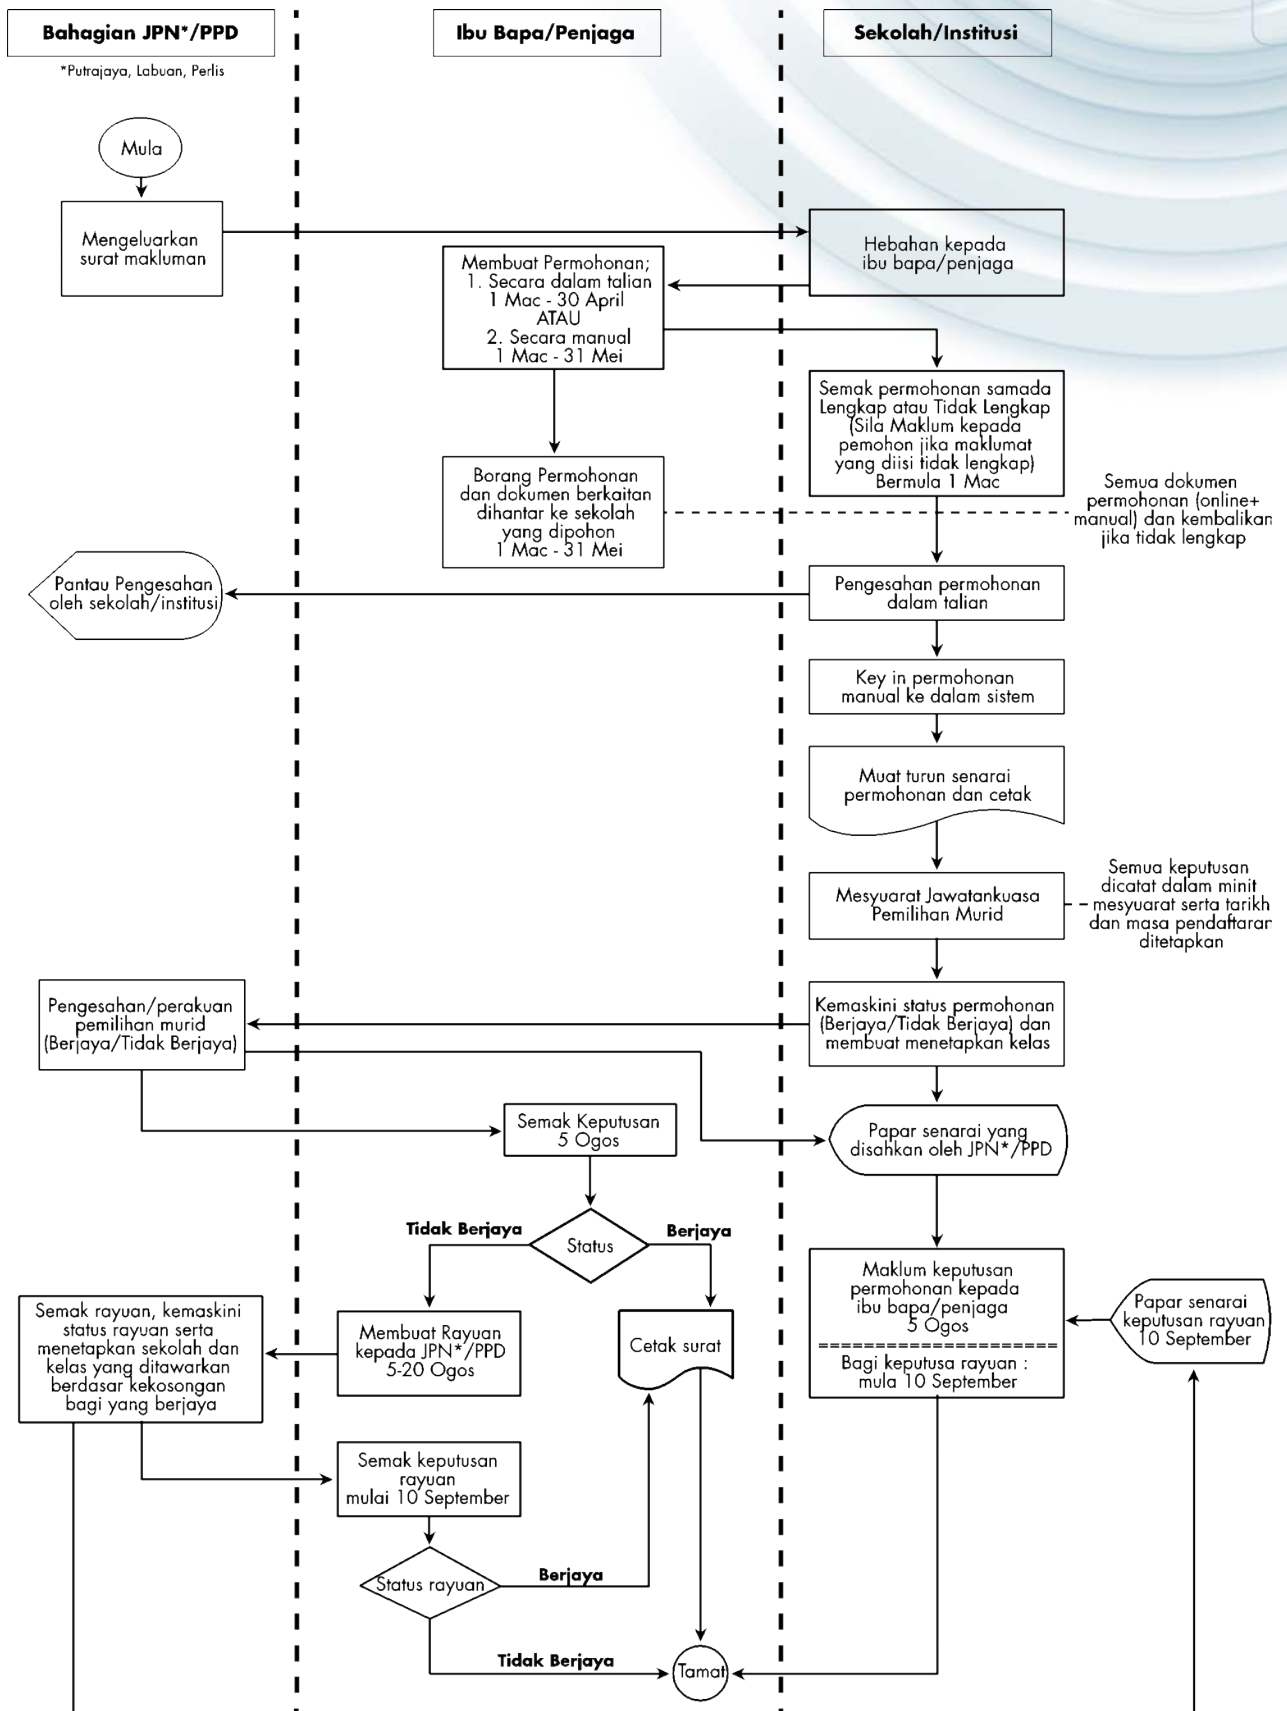 Bahagian JPN*/PPD
Ibu Bapa/Penjaga
Sekolah/Institusi
*Putrajaya, Labuan, Perlis
Mula
Mengeluarkan
surat makluman
Hebahan kepada
ibu bapa/penjaga
Membuat Permohonan;
1. Secara dalam talian
1 Mac - 30 April
ATAU
2. Secara manual
1 Mac - 31 Mei
Semak permohonan samada
Lengkap atau Tidak Lengkap
(Sila Maklum kepada
pemohon jika maklumat
yang diisi tidak lengkap)
Bermula 1 Mac
Borang Permohonan
dan dokumen berkaitan
dihantar ke sekolah
yang dipohon
1 Mac - 31 Mei
Semua dokumen
permohonan (online+
manual) dan kembalikan
jika tidak lengkap
Pantau Pengesahan
oleh sekolah/institusi
Pengesahan permohonan
dalam talian
Key in permohonan
manual ke dalam sistem
Muat turun senarai
permohonan dan cetak
Mesyuarat Jawatankuasa
Pemilihan Murid
Semua keputusan
dicatat dalam minit
mesyuarat serta tarikh
dan masa pendaftaran
ditetapkan
Pengesahan/perakuan
pemilihan murid
(Berjaya/Tidak Berjaya)
Kemaskini status permohonan
(Berjaya/Tidak Berjaya) dan
membuat menetapkan kelas
Semak Keputusan
5 Ogos
Papar senarai yang
disahkan oleh JPN*/PPD
Tidak Berjaya
Status
Berjaya
Semak rayuan, kemaskini
status rayuan serta
menetapkan sekolah dan
kelas yang ditawarkan
berdasar kekosongan
bagi yang berjaya
Membuat Rayuan
kepada JPN*/PPD
5-20 Ogos
Cetak surat
Maklum keputusan
permohonan kepada
ibu bapa/penjaga
5 Ogos
=====================
Bagi keputusa rayuan :
mula 10 September
Papar senarai
keputusan rayuan
10 September
Semak keputusan
rayuan
mulai 10 September
Status rayuan
Berjaya
Tidak Berjaya
Tamat